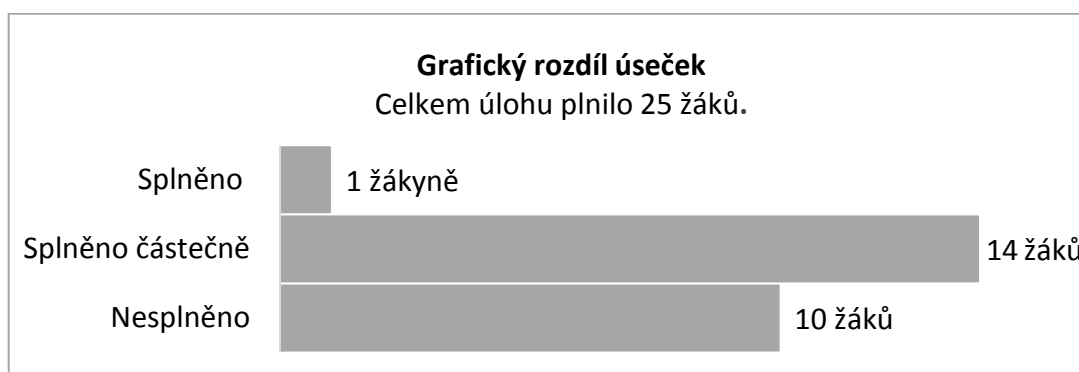 Grafický rozdíl úseček
Celkem úlohu plnilo 25 žáků.
Splněno
1 žákyně
Splněno částečně
14 žáků
Nesplněno
10 žáků